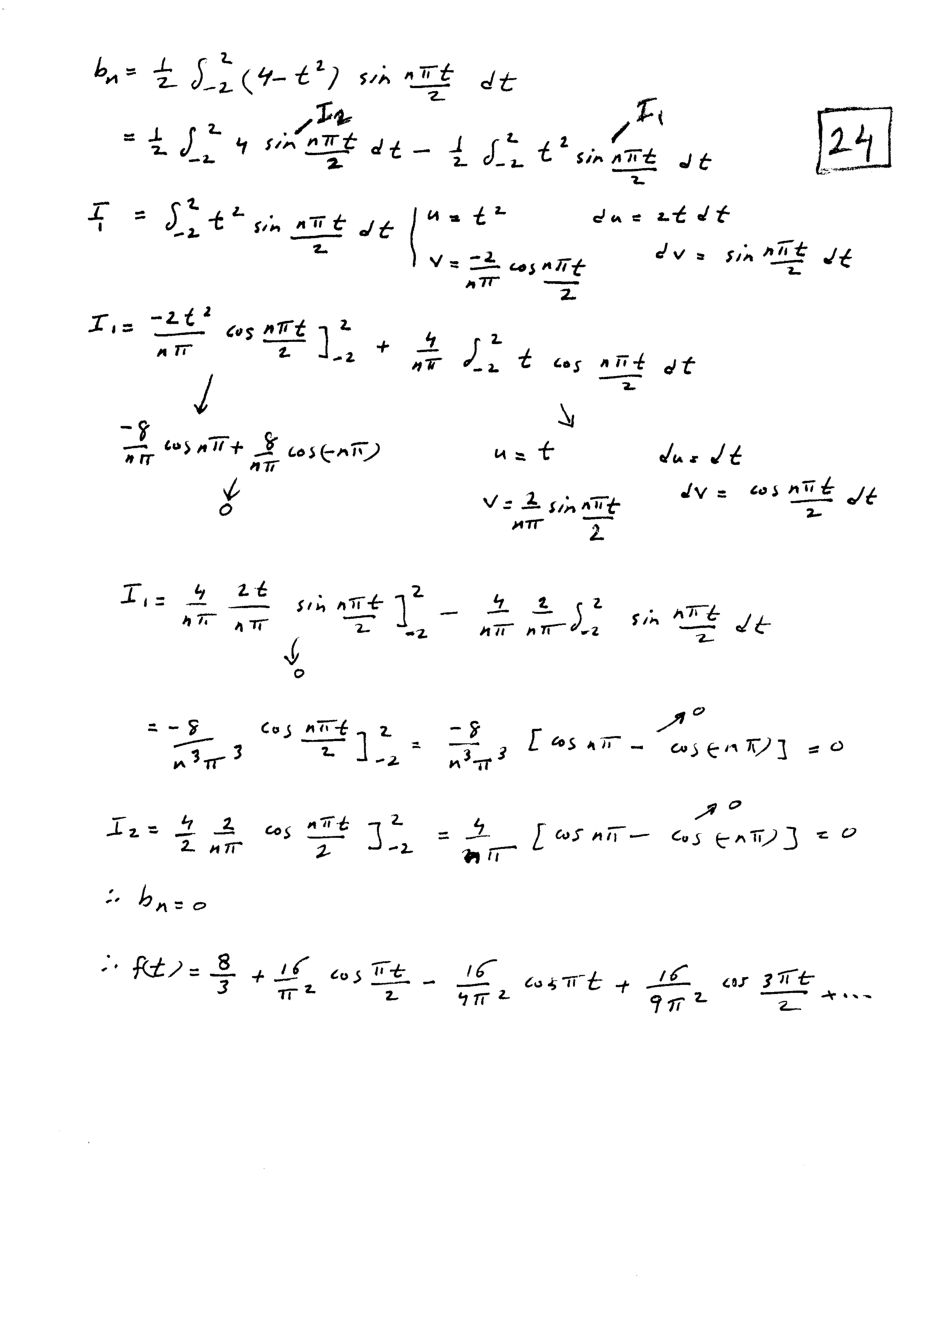 bn = 1/2 ∫_{-2}^{2} (4 - t²) sin nπt/2 dt
I2 I1
= 1/2 ∫_{-2}^{2} 4 sin nπt/2 dt - 1/2 ∫_{-2}^{2} t² sin nπt/2 dt
24
I1 = ∫_{-2}^{2} t² sin nπt/2 dt | u = t² du = 2t dt
v = -2/nπ cos nπt/2 dv = sin nπt/2 dt
I1 = -2t²/nπ cos nπt/2 ]_{-2}^{2} + 4/nπ ∫_{-2}^{2} t cos nπt/2 dt
↓ ↘
-8/nπ cos nπ + 8/nπ cos(-nπ) u = t du = dt
↓ 0 v = 2/nπ sin nπt/2 dv = cos nπt/2 dt
I1 = 4/nπ 2t/nπ sin nπt/2 ]_{-2}^{2} - 4/nπ 2/nπ ∫_{-2}^{2} sin nπt/2 dt
↓ 0
= -8/n³π³ cos nπt/2 ]_{-2}^{2} = -8/n³π³ [cos nπ - cos(-nπ)] ↗0 = 0
I2 = 4/2 2/nπ cos nπt/2 ]_{-2}^{2} = 4/nπ [cos nπ - cos(-nπ)] ↗0 = 0
∴ bn = 0
∴ f(t) = 8/3 + 16/π² cos πt/2 - 16/4π² cos πt + 16/9π² cos 3πt/2 + ...